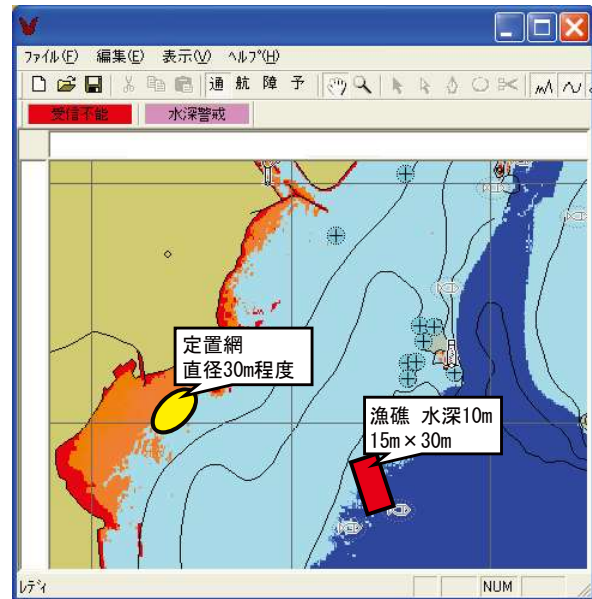 ファイル(F) 編集(E) 表示(V) ヘルプ(H)
通 航 障 予
受信不能 水深警戒
定置網
直径30m程度
漁礁 水深10m
15m×30m
レディ NUM